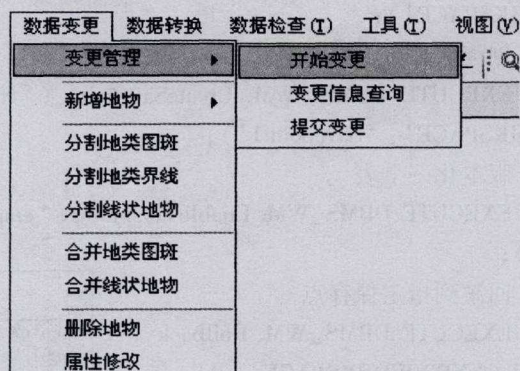 数据变更 数据转换 数据检查(T) 工具(T) 视图(V)
变更管理 开始变更
新增地物 变更信息查询
提交变更
分割地类图斑
分割地类界线
分割线状地物
合并地类图斑
合并线状地物
删除地物
属性修改